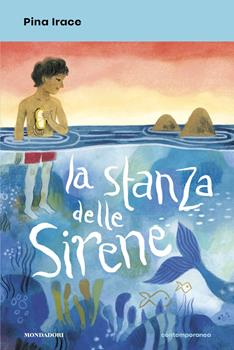 Pina Irace
la stanza
delle
Sirene
MONDADORI
contemporanea